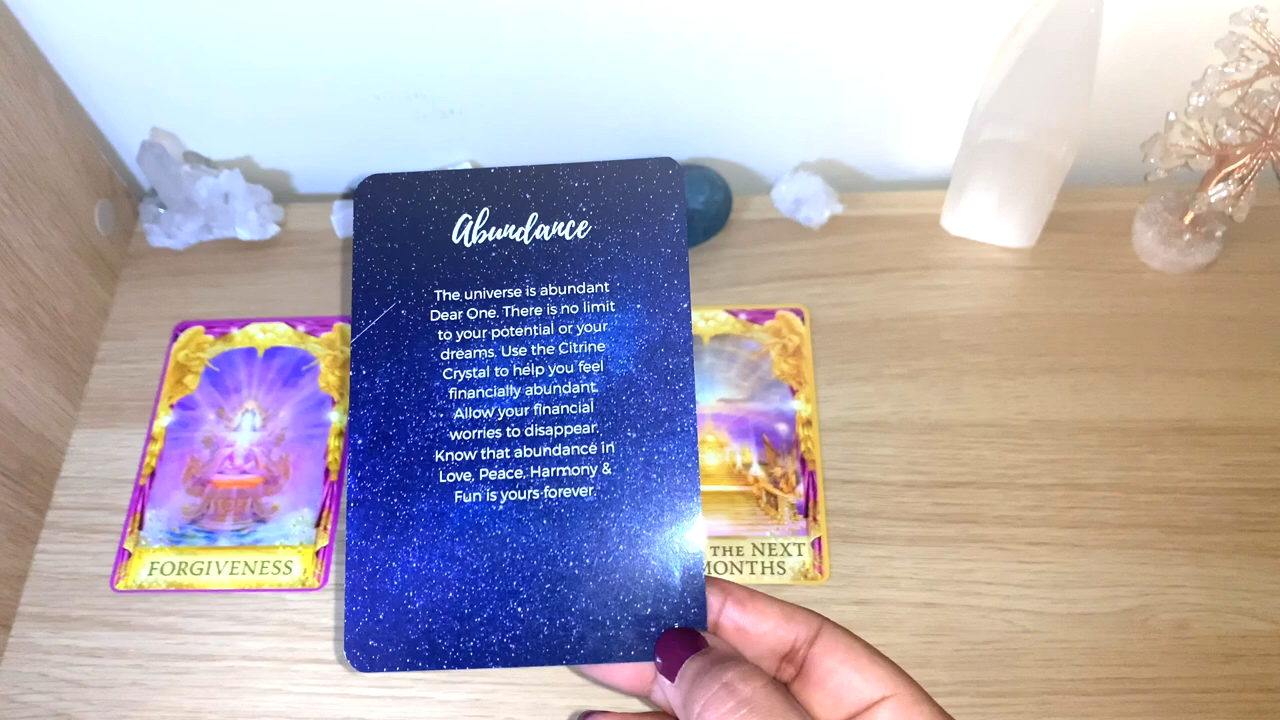 Abundance
The universe is abundant
Dear One. There is no limit
to your potential or your
dreams. Use the Citrine
Crystal to help you feel
financially abundant.
Allow your financial
worries to disappear.
Know that abundance in
Love, Peace, Harmony &
Fun is yours forever.
FORGIVENESS
THE NEXT
MONTHS